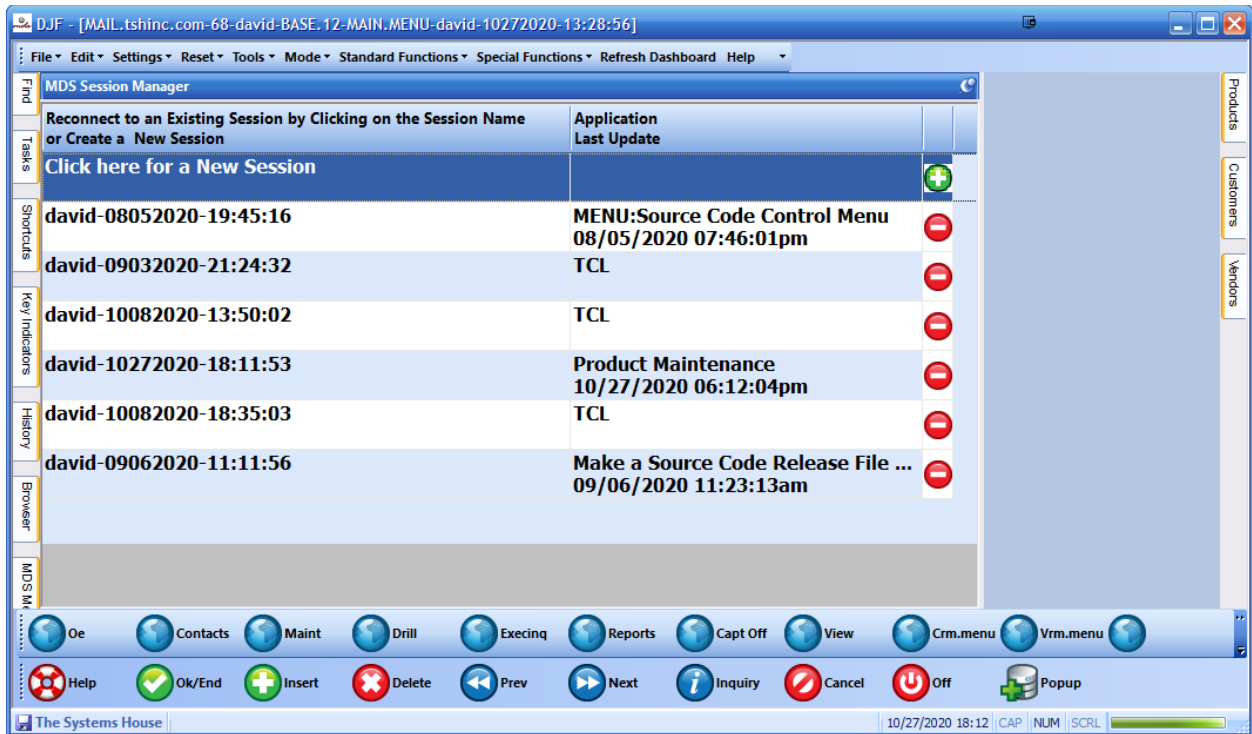 DJF - [MAIL.tshinc.com-68-david-BASE.12-MAIN.MENU-david-10272020-13:28:56]
File Edit Settings Reset Tools Mode Standard Functions Special Functions Refresh Dashboard Help
Find
Tasks
Shortcuts
Key Indicators
History
Browser
MDS Me
MDS Session Manager
Reconnect to an Existing Session by Clicking on the Session Name
or Create a New Session
Application
Last Update
Click here for a New Session
david-08052020-19:45:16
MENU:Source Code Control Menu
08/05/2020 07:46:01pm
david-09032020-21:24:32
TCL
david-10082020-13:50:02
TCL
david-10272020-18:11:53
Product Maintenance
10/27/2020 06:12:04pm
david-10082020-18:35:03
TCL
david-09062020-11:11:56
Make a Source Code Release File ...
09/06/2020 11:23:13am
Products
Customers
Vendors
Oe Contacts Maint Drill Execinq Reports Capt Off View Crm.menu Vrm.menu
Help Ok/End Insert Delete Prev Next Inquiry Cancel Off Popup
The Systems House 10/27/2020 18:12 CAP NUM SCRL